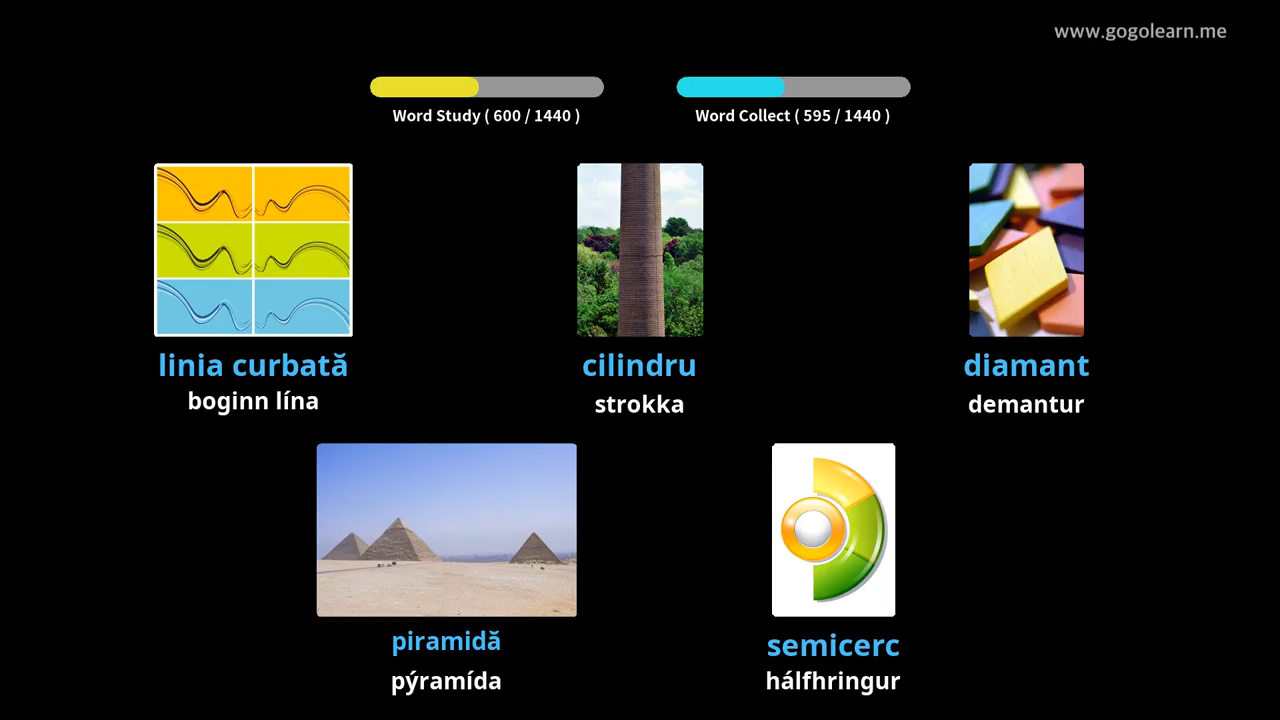 www.gogolearn.me
Word Study ( 600 / 1440 )
Word Collect ( 595 / 1440 )
linia curbată
boginn lína
cilindru
strokka
diamant
demantur
piramidă
pýramída
semicerc
hálfhringur